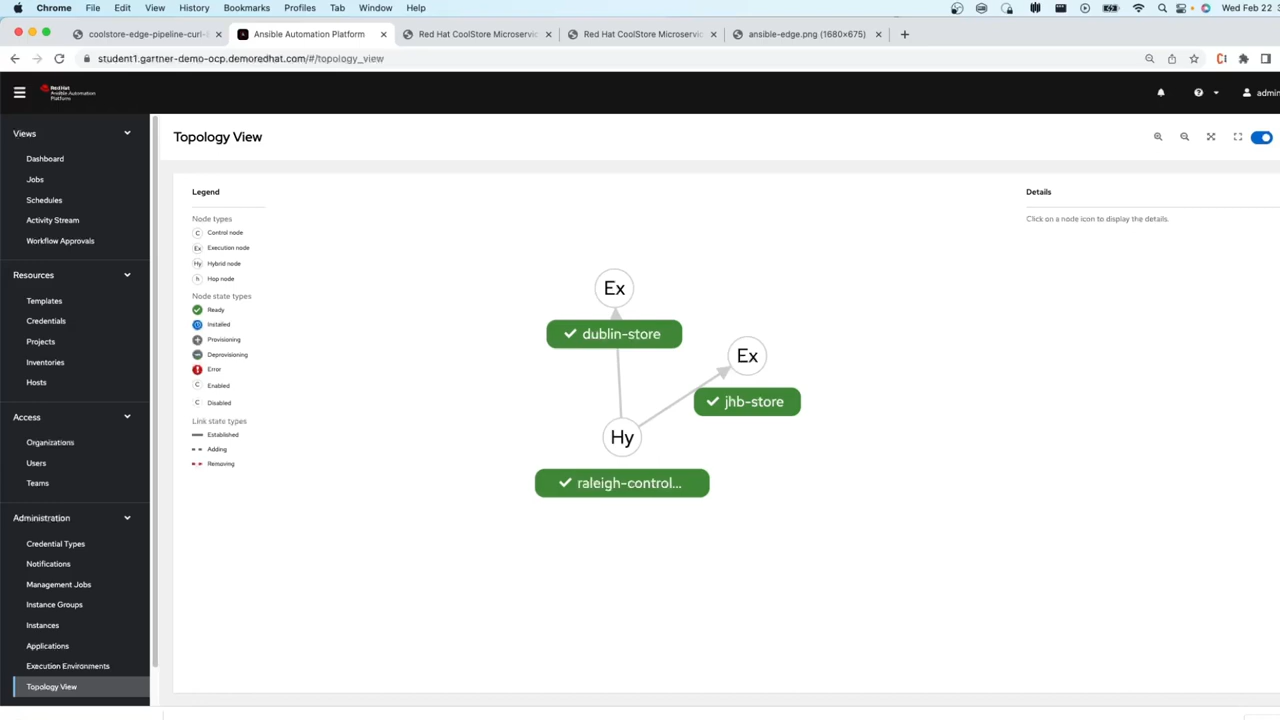 Chrome File Edit View History Bookmarks Profiles Tab Window Help
Wed Feb 22
coolstore-edge-pipeline-curl-
Ansible Automation Platform
Red Hat CoolStore Microservic
Red Hat CoolStore Microservic
ansible-edge.png (1680×675)
student1.gartner-demo-ocp.demoredhat.com/#/topology_view
Red Hat
Ansible Automation
Platform
admin
Views
Dashboard
Jobs
Schedules
Activity Stream
Workflow Approvals
Resources
Templates
Credentials
Projects
Inventories
Hosts
Access
Organizations
Users
Teams
Administration
Credential Types
Notifications
Management Jobs
Instance Groups
Instances
Applications
Execution Environments
Topology View
Topology View
Legend
Node types
C Control node
Ex Execution node
Hy Hybrid node
h Hop node
Node state types
Ready
Installed
Provisioning
Deprovisioning
Error
C Enabled
C Disabled
Link state types
Established
Adding
Removing
Ex
dublin-store
Ex
jhb-store
Hy
raleigh-control...
Details
Click on a node icon to display the details.